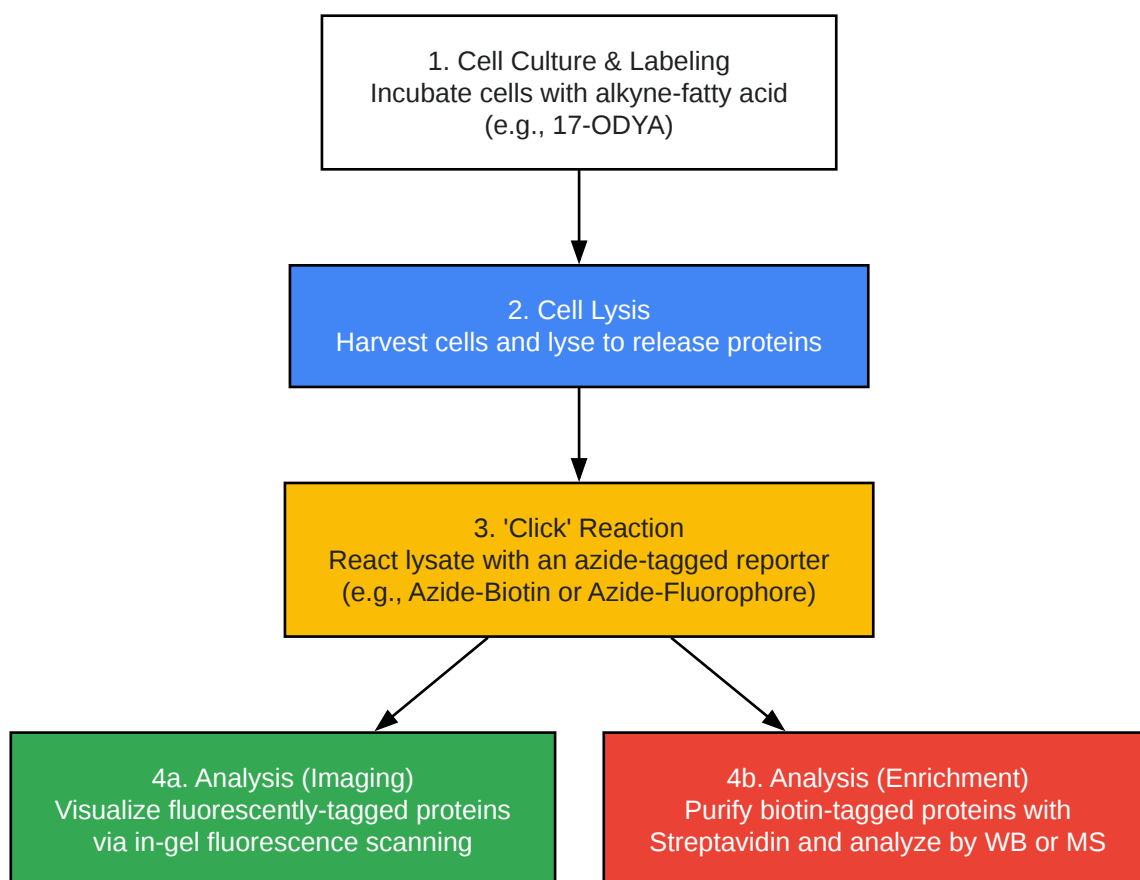 1. Cell Culture & Labeling
Incubate cells with alkyne-fatty acid
(e.g., 17-ODYA)
2. Cell Lysis
Harvest cells and lyse to release proteins
3. 'Click' Reaction
React lysate with an azide-tagged reporter
(e.g., Azide-Biotin or Azide-Fluorophore)
4a. Analysis (Imaging)
Visualize fluorescently-tagged proteins
via in-gel fluorescence scanning
4b. Analysis (Enrichment)
Purify biotin-tagged proteins with
Streptavidin and analyze by WB or MS